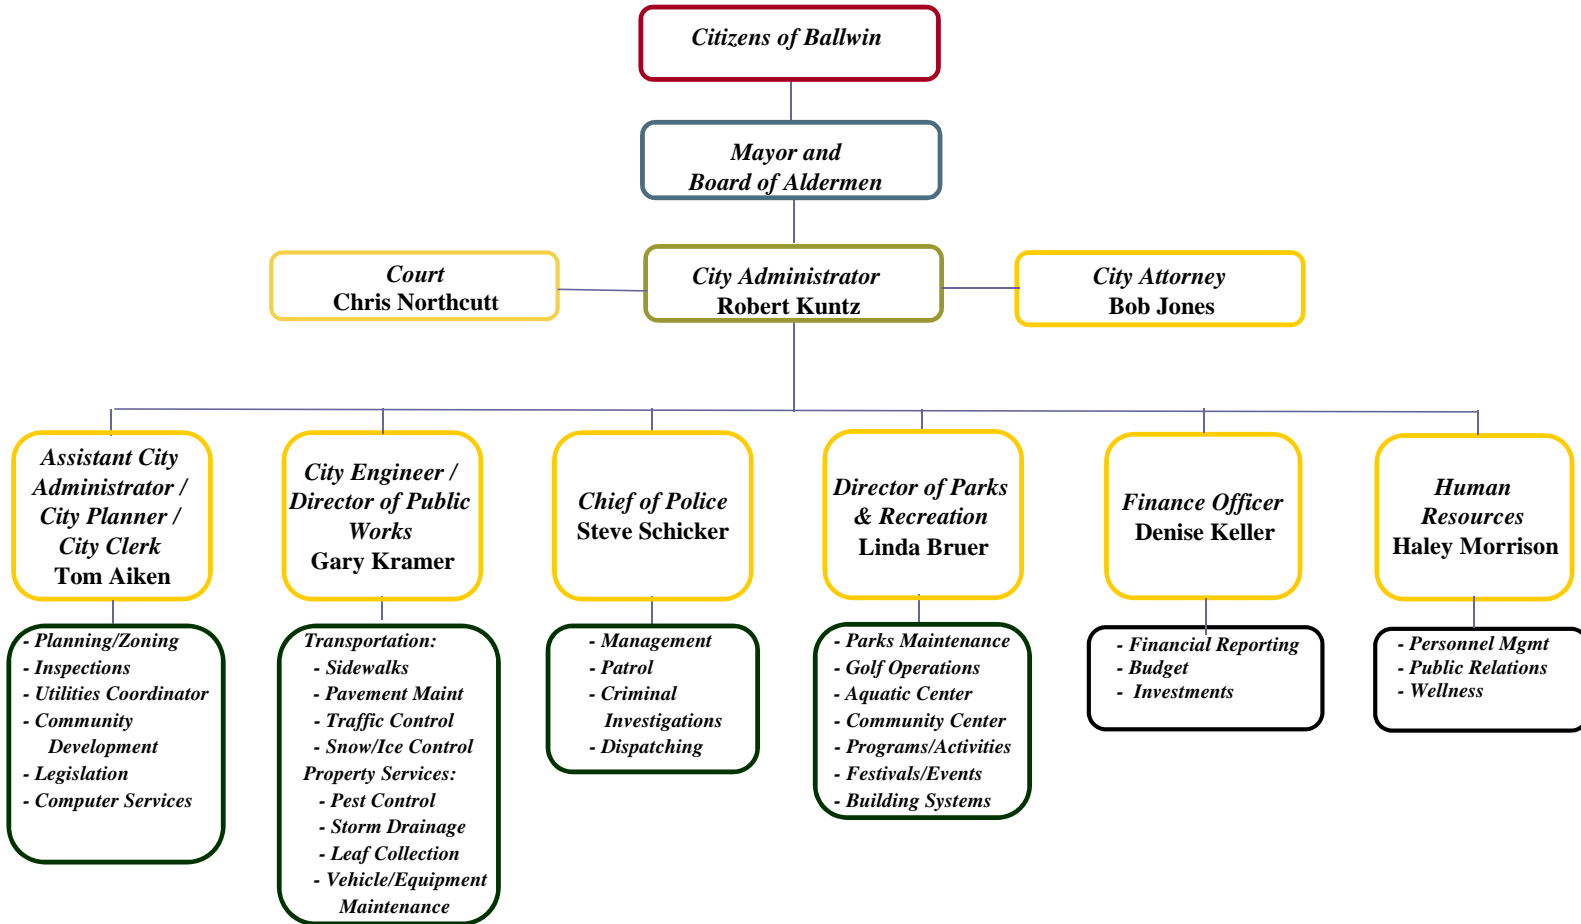 Citizens of Ballwin
Mayor and
Board of Aldermen
Court
Chris Northcutt
City Administrator
Robert Kuntz
City Attorney
Bob Jones
Assistant City
Administrator /
City Planner /
City Clerk
Tom Aiken
City Engineer /
Director of Public
Works
Gary Kramer
Chief of Police
Steve Schicker
Director of Parks
& Recreation
Linda Bruer
Finance Officer
Denise Keller
Human
Resources
Haley Morrison
- Planning/Zoning
- Inspections
- Utilities Coordinator
- Community
Development
- Legislation
- Computer Services
Transportation:
- Sidewalks
- Pavement Maint
- Traffic Control
- Snow/Ice Control
Property Services:
- Pest Control
- Storm Drainage
- Leaf Collection
- Vehicle/Equipment
Maintenance
- Management
- Patrol
- Criminal
Investigations
- Dispatching
- Parks Maintenance
- Golf Operations
- Aquatic Center
- Community Center
- Programs/Activities
- Festivals/Events
- Building Systems
- Financial Reporting
- Budget
- Investments
- Personnel Mgmt
- Public Relations
- Wellness